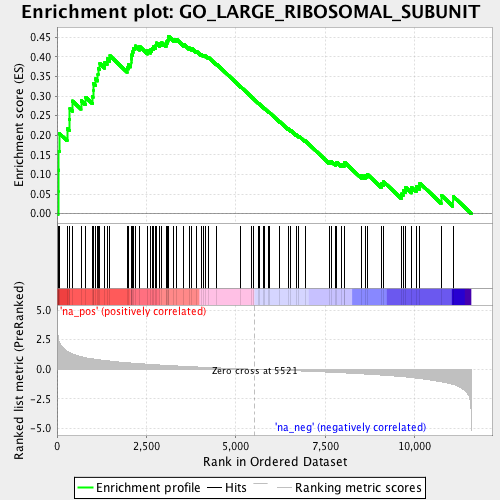 Enrichment plot: GO_LARGE_RIBOSOMAL_SUBUNIT
Enrichment score (ES)
0.45
0.40
0.35
0.30
0.25
0.20
0.15
0.10
0.05
0.00
'na_pos' (positively correlated)
Ranked list metric (PreRanked)
5.0
2.5
0.0
-2.5
-5.0
Zero cross at 5521
'na_neg' (negatively correlated)
0
2,500
5,000
7,500
10,000
Rank in Ordered Dataset
Enrichment profile
Hits
Ranking metric scores